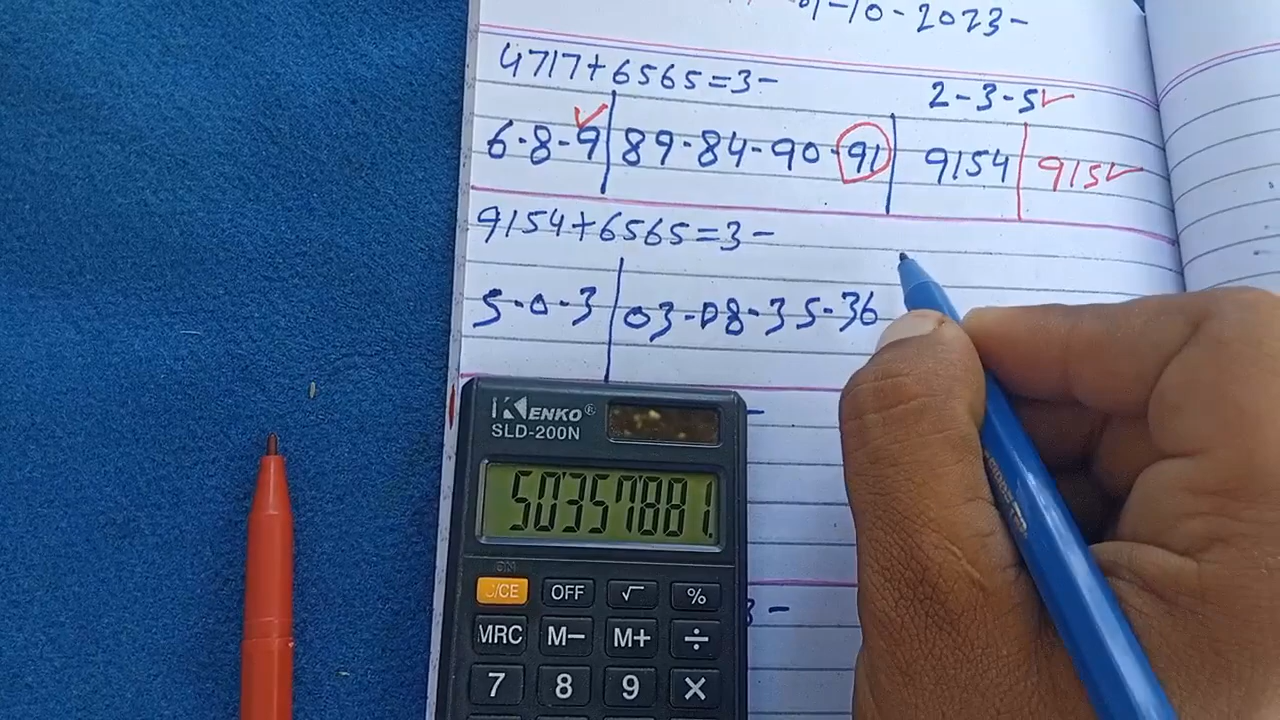 01-10-2023-
4717+6565=3-
2-3-5✓
6·8·9 89·84·90·91 9154 915✓
9154+6565=3-
5·0·3 03-08-35-36
KENKO®
SLD-200N
50357881.
ON
C/CE OFF √ %
MRC M− M+ ÷
7 8 9 X
3-